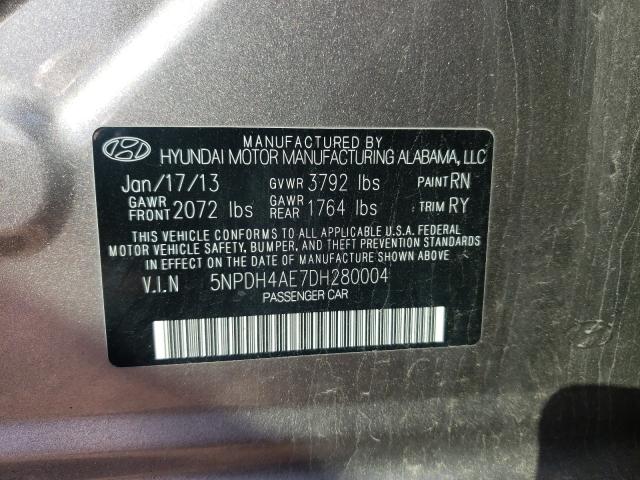 MANUFACTURED BY
HYUNDAI MOTOR MANUFACTURING ALABAMA, LLC
Jan/17/13 GVWR 3792 lbs PAINT RN
GAWR FRONT 2072 lbs GAWR REAR 1764 lbs TRIM RY
THIS VEHICLE CONFORMS TO ALL APPLICABLE U.S.A. FEDERAL
MOTOR VEHICLE SAFETY, BUMPER, AND THEFT PREVENTION STANDARDS
IN EFFECT ON THE DATE OF MANUFACTURE SHOWN ABOVE
V.I.N 5NPDH4AE7DH280004
PASSENGER CAR